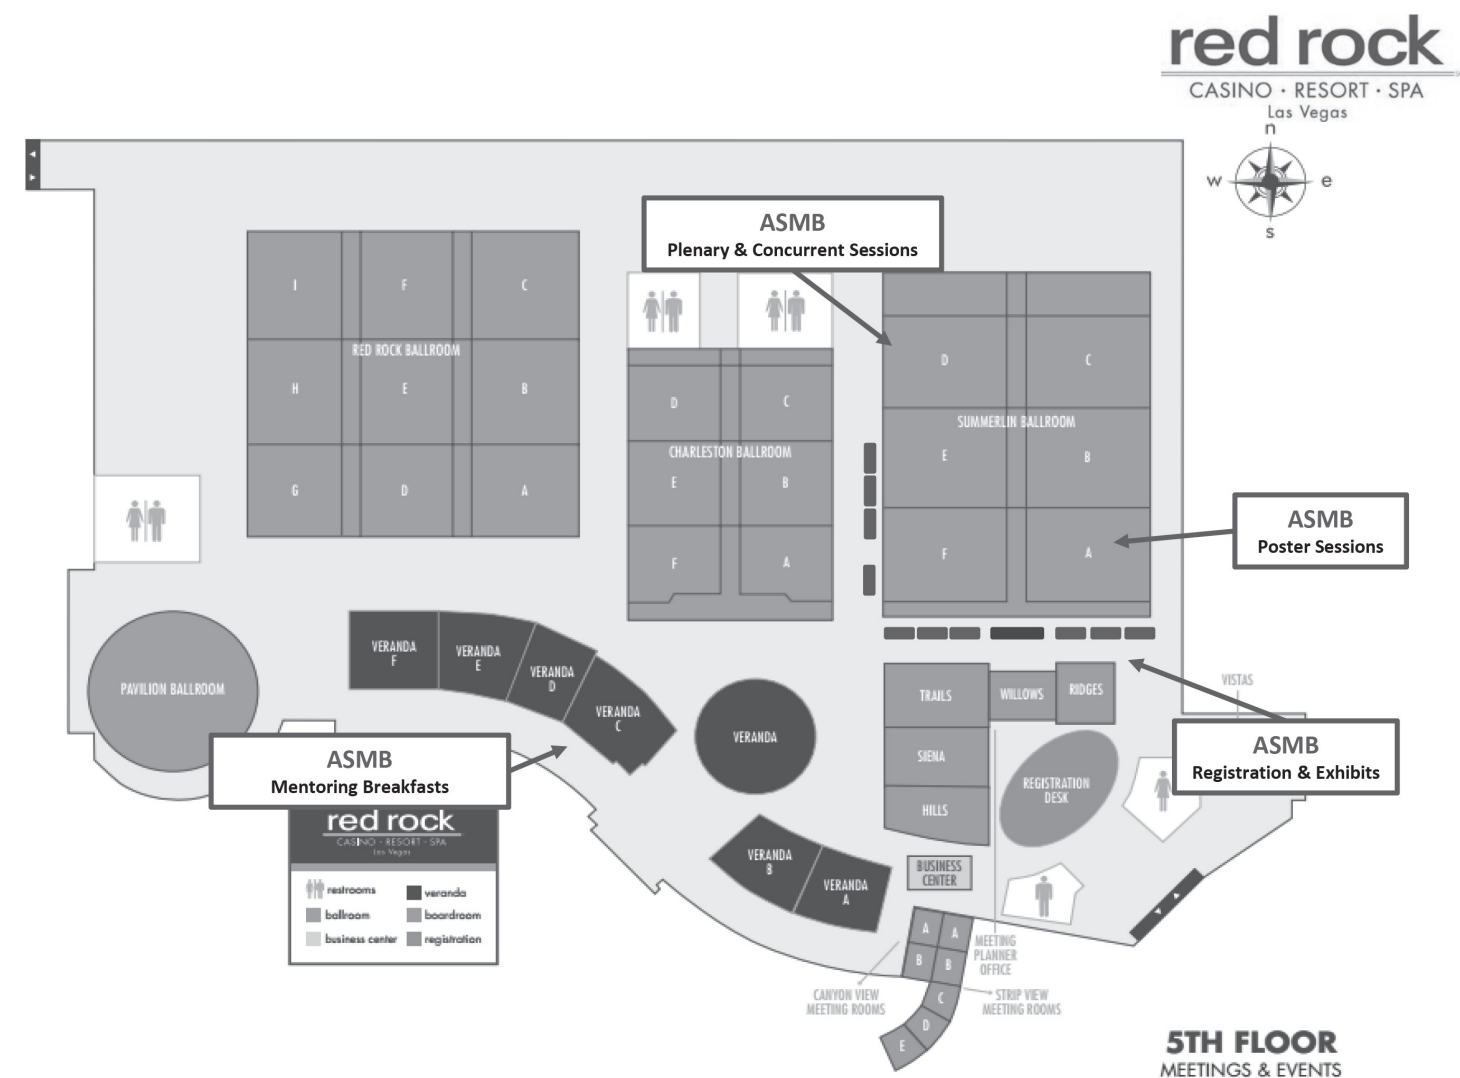 red rock
CASINO · RESORT · SPA
Las Vegas
n
w e
s
ASMB
Plenary & Concurrent Sessions
I F C
RED ROCK BALLROOM
H E B
G D A
D C
CHARLESTON BALLROOM
E B
F A
D C
SUMMERLIN BALLROOM
E B
F A
ASMB
Poster Sessions
PAVILION BALLROOM
VERANDA
F
VERANDA
E
VERANDA
D
VERANDA
C
VERANDA
TRAILS
WILLOWS
RIDGES
VISTAS
SIENA
HILLS
REGISTRATION
DESK
ASMB
Registration & Exhibits
ASMB
Mentoring Breakfasts
red rock
CASINO · RESORT · SPA
Las Vegas
restrooms
veranda
ballroom
boardroom
business center
registration
VERANDA
B
VERANDA
A
BUSINESS
CENTER
A A
B B
C
D
E
MEETING
PLANNER
OFFICE
CANYON VIEW
MEETING ROOMS
STRIP VIEW
MEETING ROOMS
5TH FLOOR
MEETINGS & EVENTS